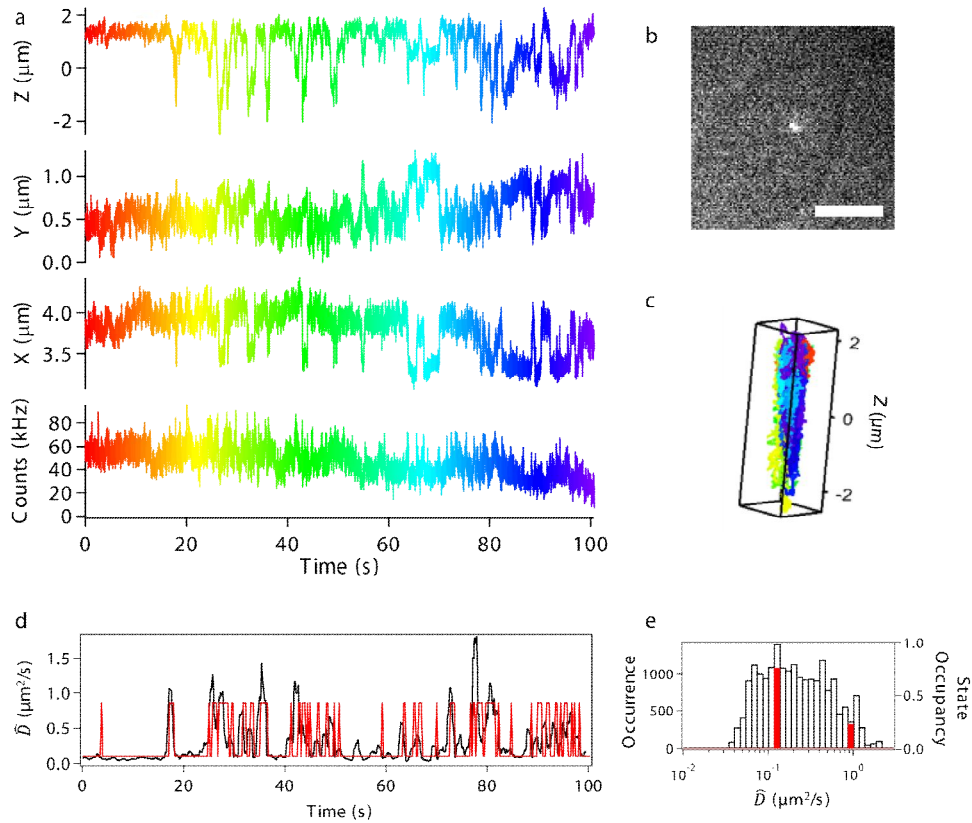 a
2
0
-2
Z (µm)
1.0
0.5
0.0
Y (µm)
4.0
3.5
X (µm)
80
60
40
20
0
Counts (kHz)
0
20
40
60
80
100
Time (s)
b
c
2
0
-2
Z (µm)
d
1.5
1.0
0.5
0.0
D̂ (µm²/s)
0
20
40
60
80
100
Time (s)
e
1000
500
0
Occurrence
1.0
0.5
0.0
State
Occupancy
10⁻²
10⁻¹
10⁰
D̂ (µm²/s)